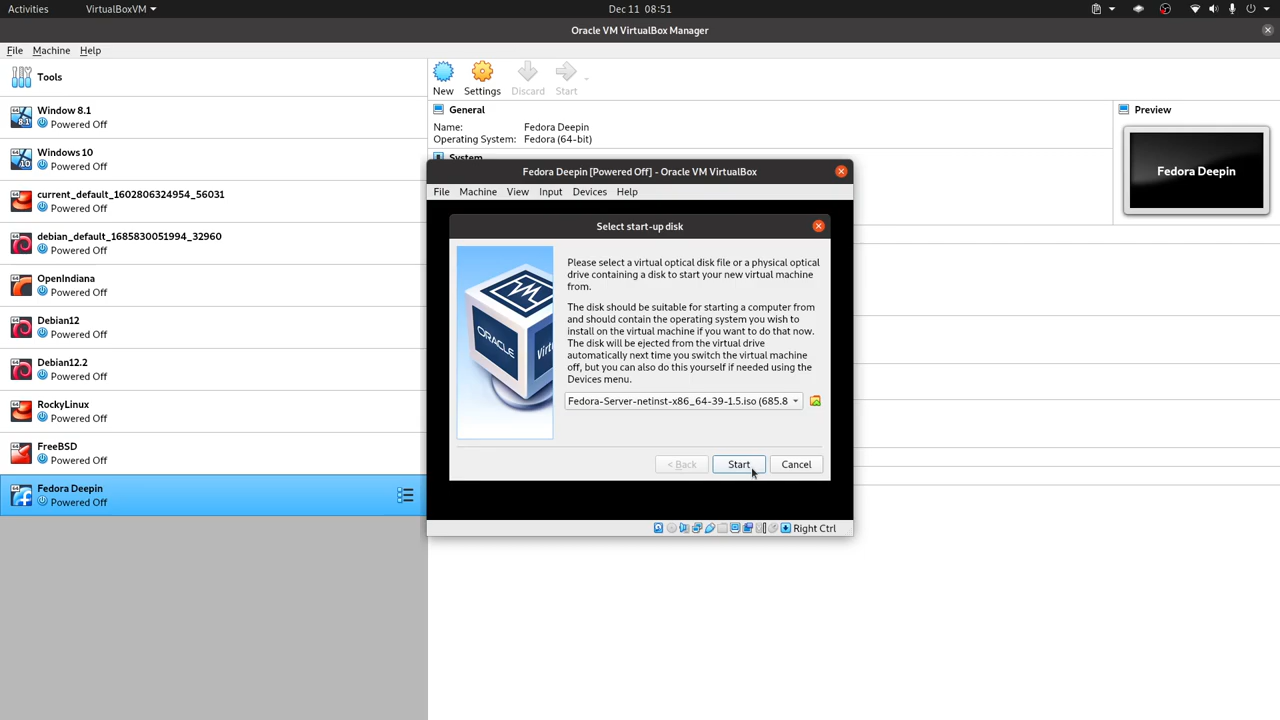 Activities
VirtualBoxVM
Dec 11 08:51
Oracle VM VirtualBox Manager
File Machine Help
Tools
New Settings Discard Start
Window 8.1
Powered Off
Windows 10
Powered Off
current_default_1602806324954_56031
Powered Off
debian_default_1685830051994_32960
Powered Off
OpenIndiana
Powered Off
Debian12
Powered Off
Debian12.2
Powered Off
RockyLinux
Powered Off
FreeBSD
Powered Off
Fedora Deepin
Powered Off
General
Name: Fedora Deepin
Operating System: Fedora (64-bit)
System
Preview
Fedora Deepin
Fedora Deepin [Powered Off] - Oracle VM VirtualBox
File Machine View Input Devices Help
Select start-up disk
Please select a virtual optical disk file or a physical optical
drive containing a disk to start your new virtual machine
from.
The disk should be suitable for starting a computer from
and should contain the operating system you wish to
install on the virtual machine if you want to do that now.
The disk will be ejected from the virtual drive
automatically next time you switch the virtual machine
off, but you can also do this yourself if needed using the
Devices menu.
Fedora-Server-netinst-x86_64-39-1.5.iso (685.8
< Back Start Cancel
ORACLE
Right Ctrl